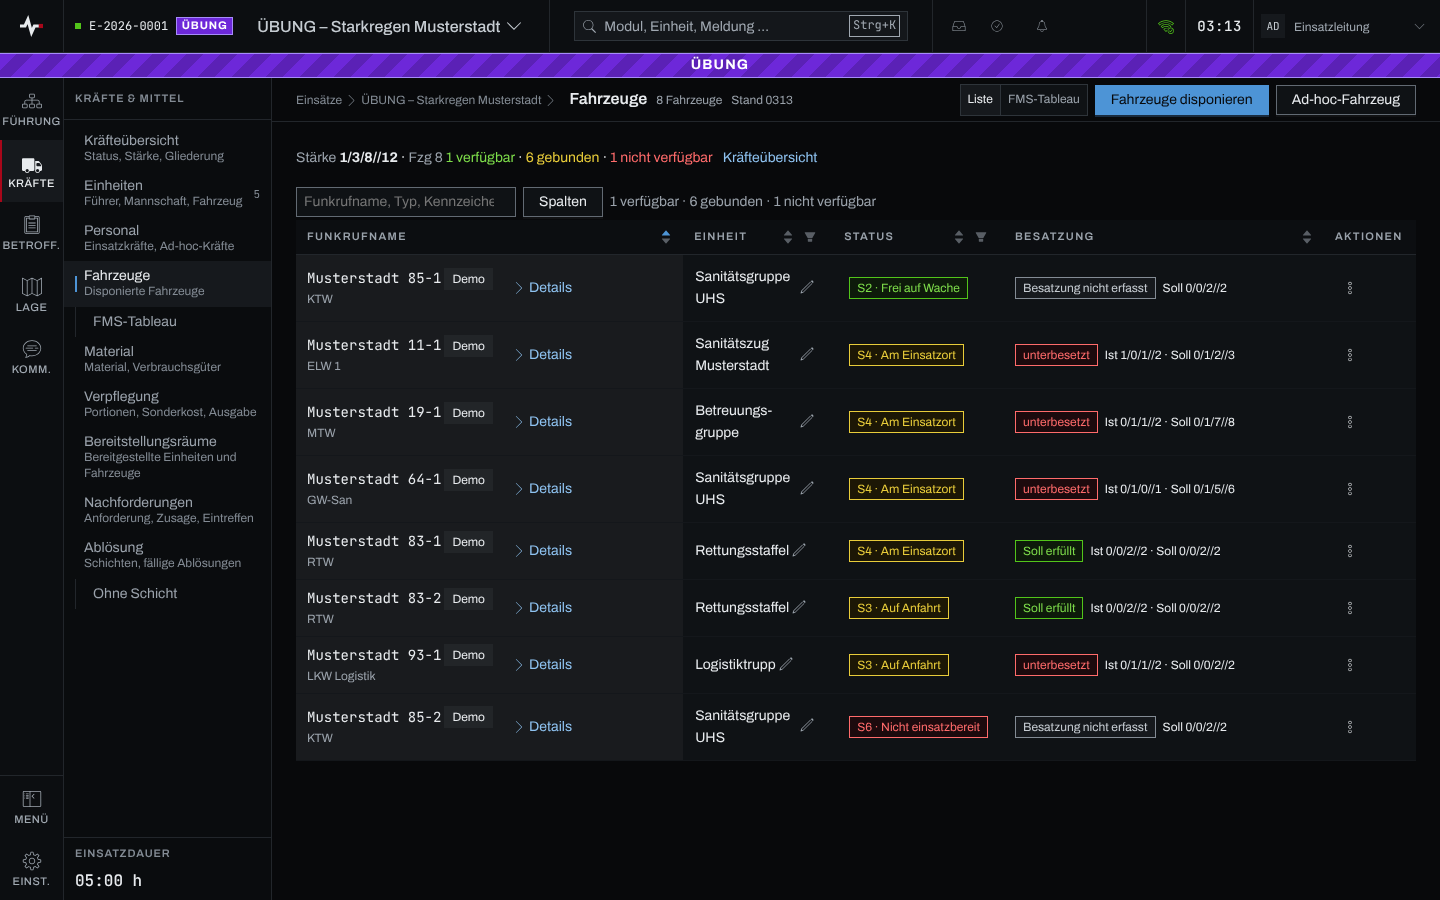 E-2026-0001 ÜBUNG ÜBUNG – Starkregen Musterstadt Modul, Einheit, Meldung ... Strg+K 03:13 AD Einsatzleitung
ÜBUNG
FÜHRUNG
KRÄFTE
BETROFF.
LAGE
KOMM.
MENÜ
EINST.
KRÄFTE & MITTEL
Kräfteübersicht
Status, Stärke, Gliederung
Einheiten
Führer, Mannschaft, Fahrzeug 5
Personal
Einsatzkräfte, Ad-hoc-Kräfte
Fahrzeuge
Disponierte Fahrzeuge
FMS-Tableau
Material
Material, Verbrauchsgüter
Verpflegung
Portionen, Sonderkost, Ausgabe
Bereitstellungsräume
Bereitgestellte Einheiten und
Fahrzeuge
Nachforderungen
Anforderung, Zusage, Eintreffen
Ablösung
Schichten, fällige Ablösungen
Ohne Schicht
EINSATZDAUER
05:00 h
Einsätze ÜBUNG – Starkregen Musterstadt Fahrzeuge 8 Fahrzeuge Stand 0313 Liste FMS-Tableau Fahrzeuge disponieren Ad-hoc-Fahrzeug
Stärke 1/3/8//12 · Fzg 8 1 verfügbar · 6 gebunden · 1 nicht verfügbar Kräfteübersicht
Funkrufname, Typ, Kennzeiche Spalten 1 verfügbar · 6 gebunden · 1 nicht verfügbar
FUNKRUFNAME EINHEIT STATUS BESATZUNG AKTIONEN
Musterstadt 85-1 Demo
KTW
Details
Sanitätsgruppe
UHS
S2 · Frei auf Wache
Besatzung nicht erfasst Soll 0/0/2//2
Musterstadt 11-1 Demo
ELW 1
Details
Sanitätszug
Musterstadt
S4 · Am Einsatzort
unterbesetzt Ist 1/0/1//2 · Soll 0/1/2//3
Musterstadt 19-1 Demo
MTW
Details
Betreuungs-
gruppe
S4 · Am Einsatzort
unterbesetzt Ist 0/1/1//2 · Soll 0/1/7//8
Musterstadt 64-1 Demo
GW-San
Details
Sanitätsgruppe
UHS
S4 · Am Einsatzort
unterbesetzt Ist 0/1/0//1 · Soll 0/1/5//6
Musterstadt 83-1 Demo
RTW
Details
Rettungsstaffel
S4 · Am Einsatzort
Soll erfüllt Ist 0/0/2//2 · Soll 0/0/2//2
Musterstadt 83-2 Demo
RTW
Details
Rettungsstaffel
S3 · Auf Anfahrt
Soll erfüllt Ist 0/0/2//2 · Soll 0/0/2//2
Musterstadt 93-1 Demo
LKW Logistik
Details
Logistiktrupp
S3 · Auf Anfahrt
unterbesetzt Ist 0/1/1//2 · Soll 0/0/2//2
Musterstadt 85-2 Demo
KTW
Details
Sanitätsgruppe
UHS
S6 · Nicht einsatzbereit
Besatzung nicht erfasst Soll 0/0/2//2